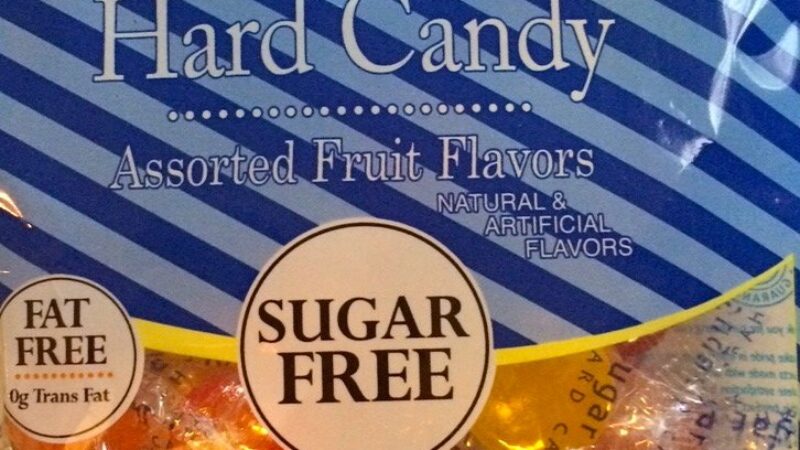 Hard Candy
Assorted Fruit Flavors
NATURAL &
ARTIFICIAL
FLAVORS
FAT
FREE
0g Trans Fat
SUGAR
FREE